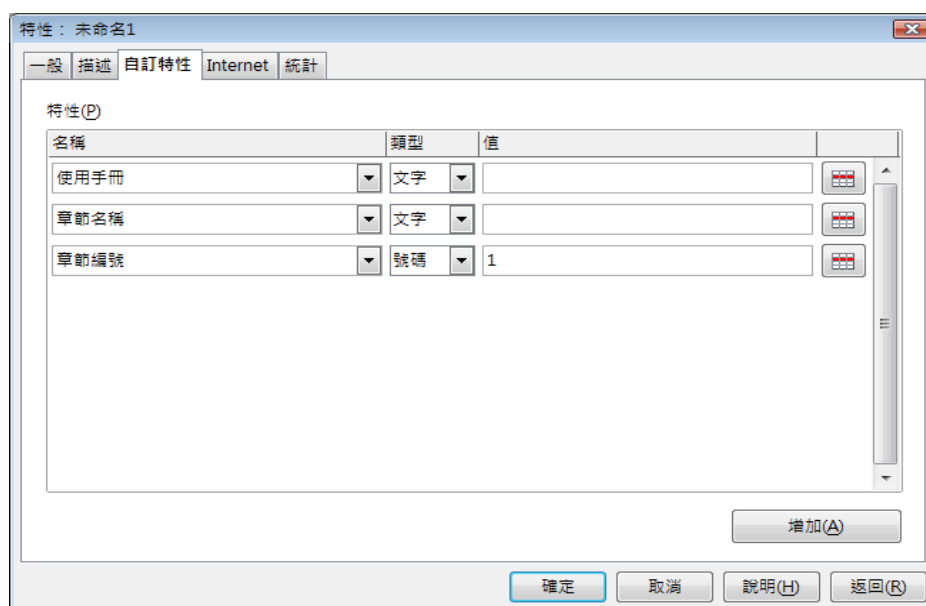 特性： 未命名1
一般 描述 自訂特性 Internet 統計
特性(P)
名稱 類型 值
使用手冊 文字
章節名稱 文字
章節編號 號碼 1
增加(A)
確定 取消 說明(H) 返回(R)